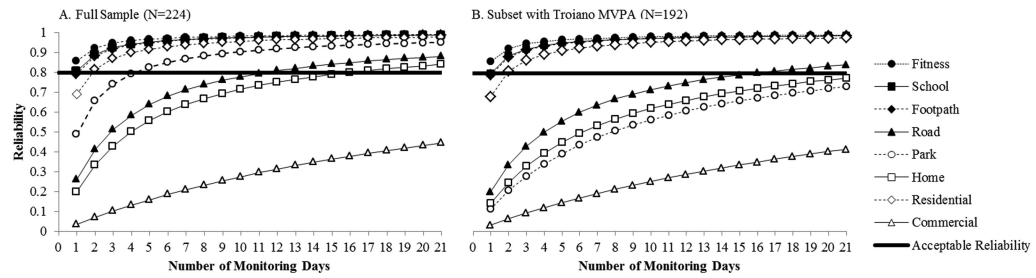 A. Full Sample (N=224)
B. Subset with Troiano MVPA (N=192)
Reliability
1
0.9
0.8
0.7
0.6
0.5
0.4
0.3
0.2
0.1
0
0 1 2 3 4 5 6 7 8 9 10 11 12 13 14 15 16 17 18 19 20 21
Number of Monitoring Days
1
0.9
0.8
0.7
0.6
0.5
0.4
0.3
0.2
0.1
0
0 1 2 3 4 5 6 7 8 9 10 11 12 13 14 15 16 17 18 19 20 21
Number of Monitoring Days
Fitness
School
Footpath
Road
Park
Home
Residential
Commercial
Acceptable Reliability